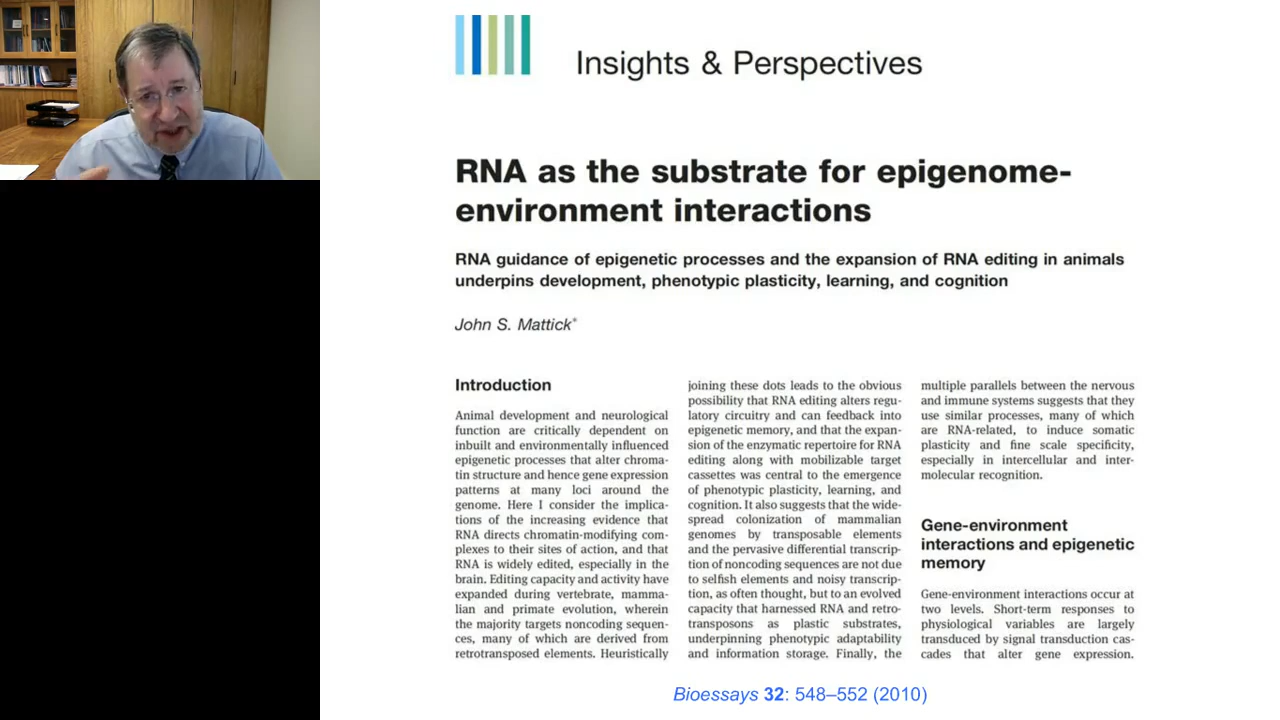 Insights & Perspectives
RNA as the substrate for epigenome-
environment interactions
RNA guidance of epigenetic processes and the expansion of RNA editing in animals
underpins development, phenotypic plasticity, learning, and cognition
John S. Mattick*
Introduction
Animal development and neurological
function are critically dependent on
inbuilt and environmentally influenced
epigenetic processes that alter chroma-
tin structure and hence gene expression
patterns at many loci around the
genome. Here I consider the implica-
tions of the increasing evidence that
RNA directs chromatin-modifying com-
plexes to their sites of action, and that
RNA is widely edited, especially in the
brain. Editing capacity and activity have
expanded during vertebrate, mamma-
lian and primate evolution, wherein
the majority targets noncoding sequen-
ces, many of which are derived from
retrotransposed elements. Heuristically
joining these dots leads to the obvious
possibility that RNA editing alters regu-
latory circuitry and can feedback into
epigenetic memory, and that the expan-
sion of the enzymatic repertoire for RNA
editing along with mobilizable target
cassettes was central to the emergence
of phenotypic plasticity, learning, and
cognition. It also suggests that the wide-
spread colonization of mammalian
genomes by transposable elements
and the pervasive differential transcrip-
tion of noncoding sequences are not due
to selfish elements and noisy transcrip-
tion, as often thought, but to an evolved
capacity that harnessed RNA and retro-
transposons as plastic substrates,
underpinning phenotypic adaptability
and information storage. Finally, the
multiple parallels between the nervous
and immune systems suggests that they
use similar processes, many of which
are RNA-related, to induce somatic
plasticity and fine scale specificity,
especially in intercellular and inter-
molecular recognition.
Gene-environment
interactions and epigenetic
memory
Gene-environment interactions occur at
two levels. Short-term responses to
physiological variables are largely
transduced by signal transduction cas-
cades that alter gene expression.
Bioessays 32: 548–552 (2010)